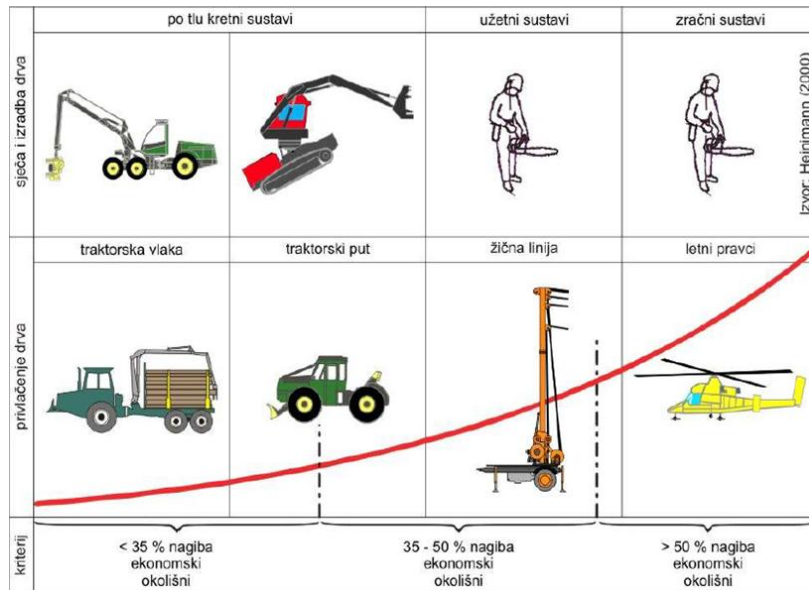 po tlu kretni sustavi
užetni sustavi
zračni sustavi
sječa i izradba drva
Izvor: Heinimann (2000)
traktorska vlaka
traktorski put
žična linija
letni pravci
privlačenje drva
kriterij
< 35 % nagiba
ekonomski
okolišni
35 - 50 % nagiba
ekonomski
okolišni
> 50 % nagiba
ekonomski
okolišni